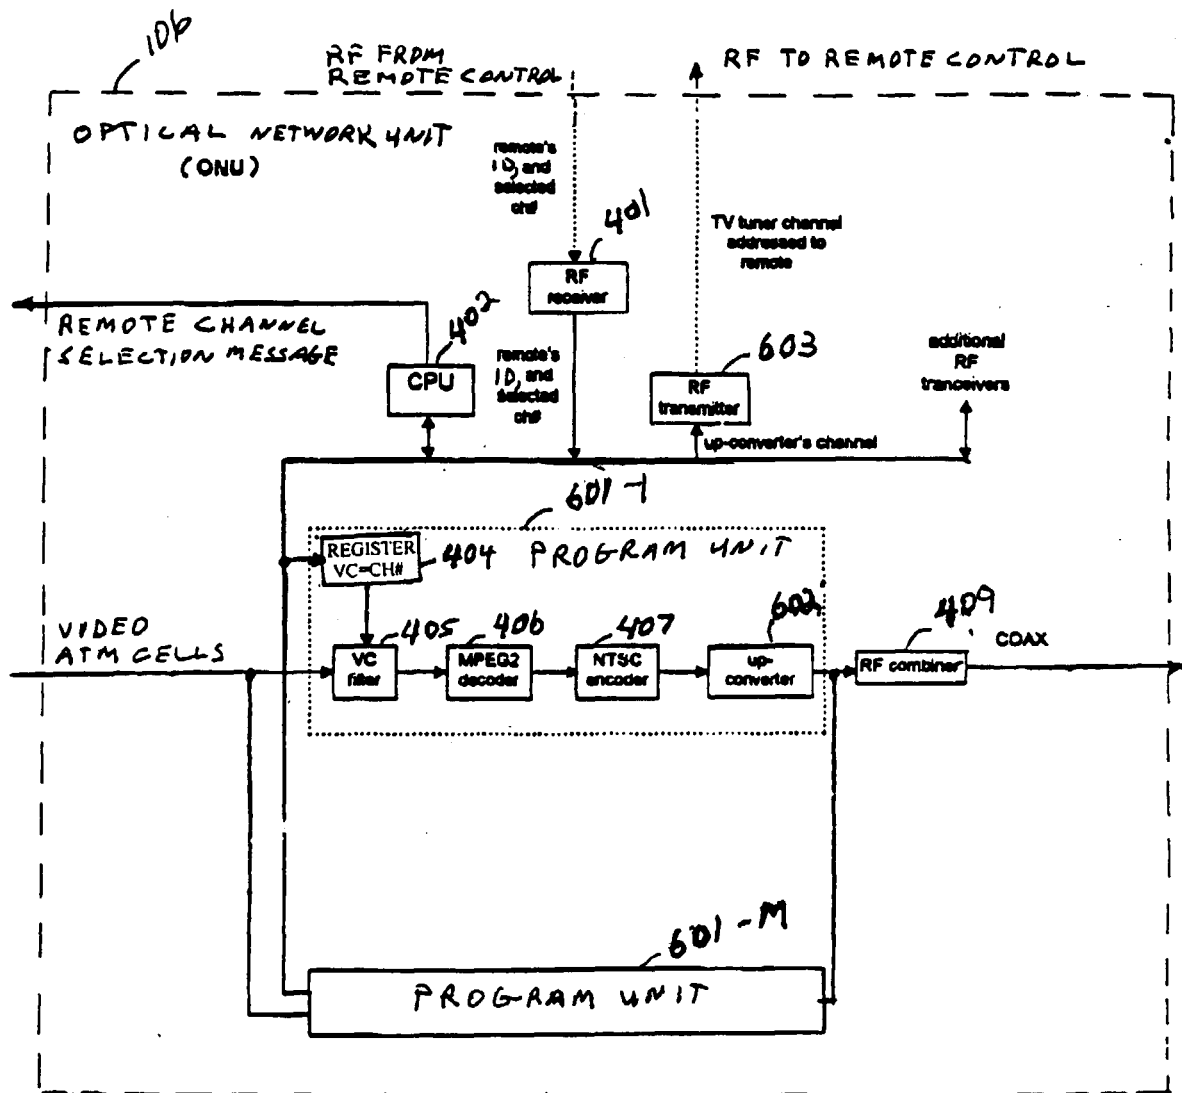 106
RF FROM
REMOTE CONTROL
RF TO REMOTE CONTROL
OPTICAL NETWORK UNIT
(ONU)
remote's
ID, and
selected
ch#
401
RF
receiver
TV tuner channel
addressed to
remote
REMOTE CHANNEL
SELECTION MESSAGE
402
CPU
remote's
ID, and
selected
ch#
603
RF
transmitter
additional
RF
tranceivers
up-converter's channel
601-1
REGISTER
VC=CH#
404
PROGRAM UNIT
VIDEO
ATM CELLS
405
VC
filter
406
MPEG2
decoder
407
NTSC
encoder
602
up-
converter
409
RF combiner
COAX
601-M
PROGRAM UNIT